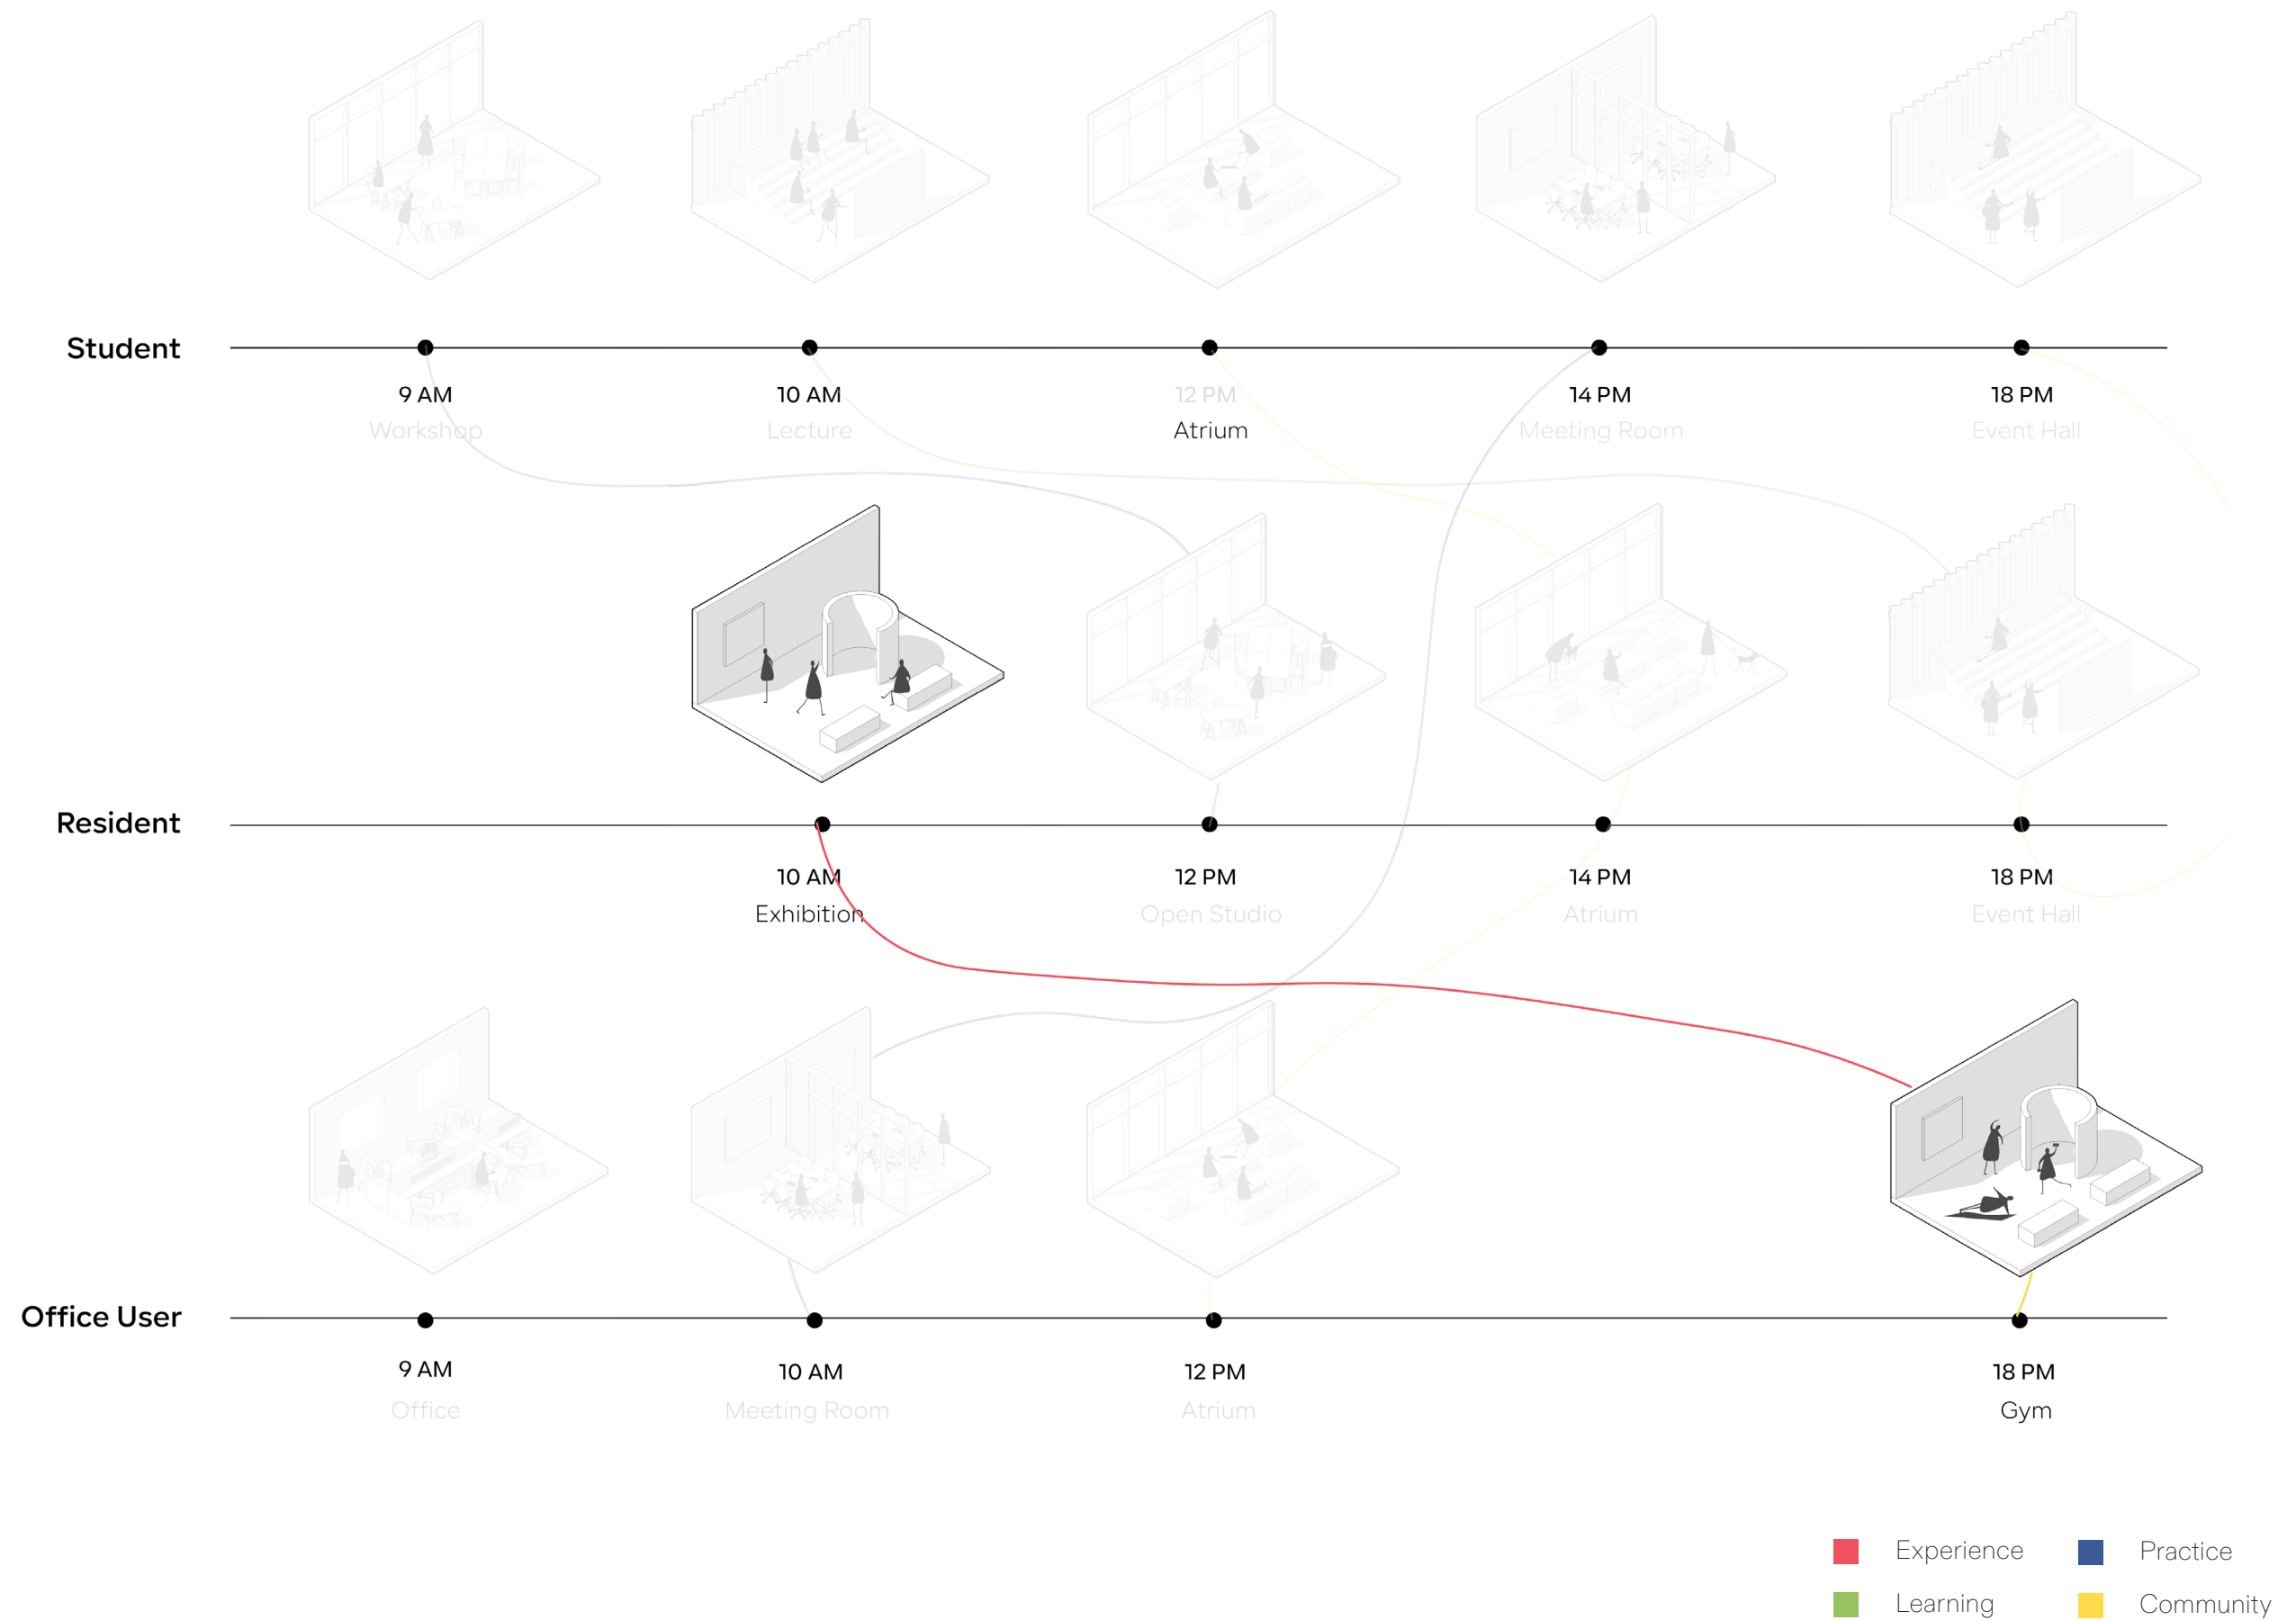 Student
9 AM
10 AM
12 PM
14 PM
18 PM
Workshop
Lecture
Atrium
Meeting Room
Event Hall
Resident
10 AM
12 PM
14 PM
18 PM
Exhibition
Open Studio
Atrium
Event Hall
Office User
9 AM
10 AM
12 PM
18 PM
Office
Meeting Room
Atrium
Gym
Experience
Practice
Learning
Community